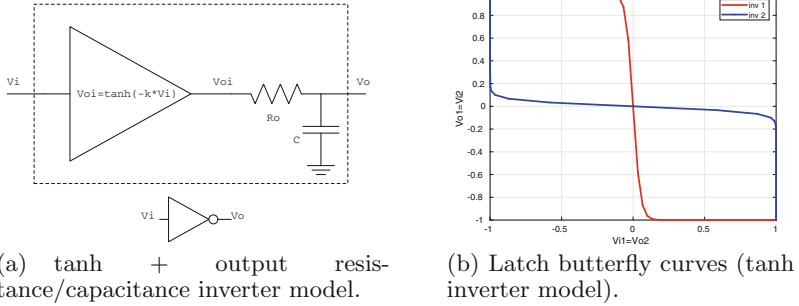 Vi
Voi=tanh(-k*Vi)
Voi
Ro
C
Vo
Vi
Vo
(a) tanh + output resis-
tance/capacitance inverter model.
inv 1
inv 2
0.8
0.6
0.4
0.2
0
-0.2
-0.4
-0.6
-0.8
-1
Vo1=Vi2
-1
-0.5
0
0.5
1
Vi1=Vo2
(b) Latch butterfly curves (tanh
inverter model).